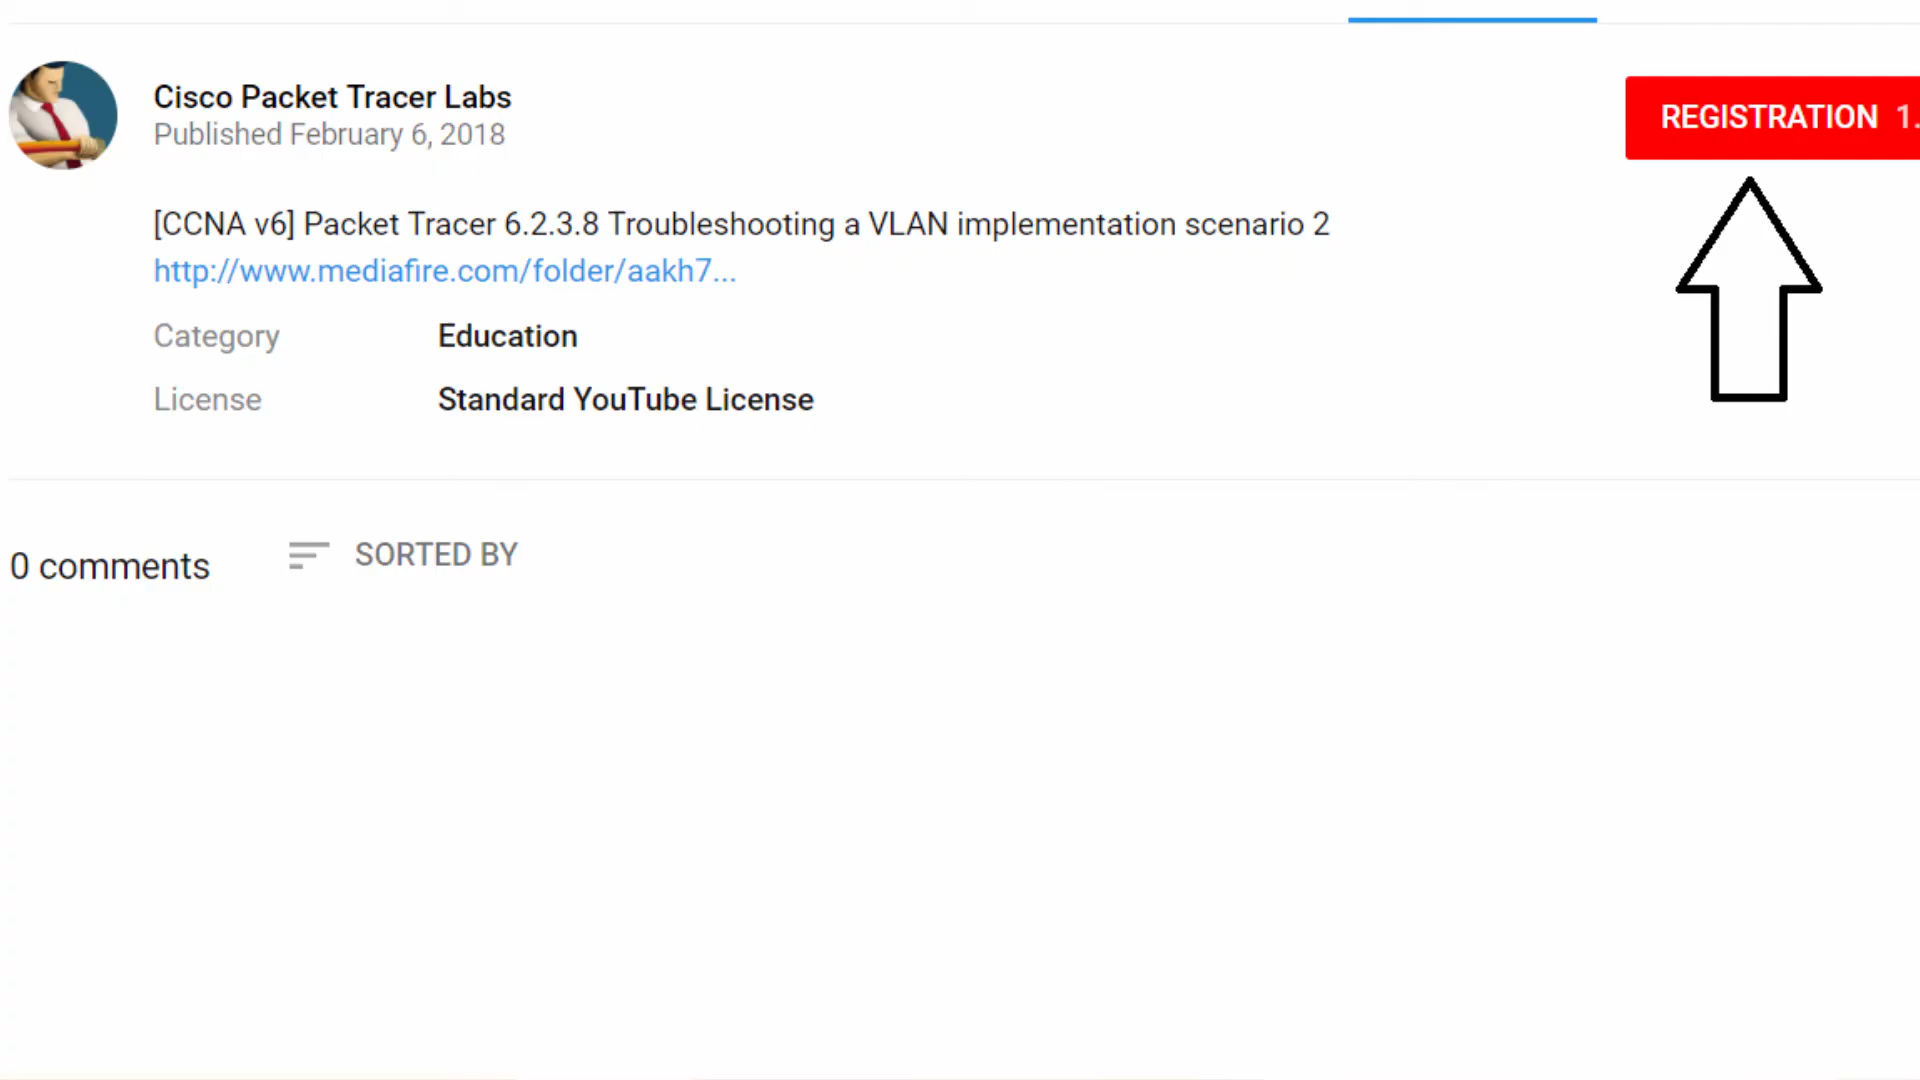 Cisco Packet Tracer Labs
Published February 6, 2018
REGISTRATION 1.
[CCNA v6] Packet Tracer 6.2.3.8 Troubleshooting a VLAN implementation scenario 2
http://www.mediafire.com/folder/aakh7...
Category Education
License Standard YouTube License
0 comments SORTED BY